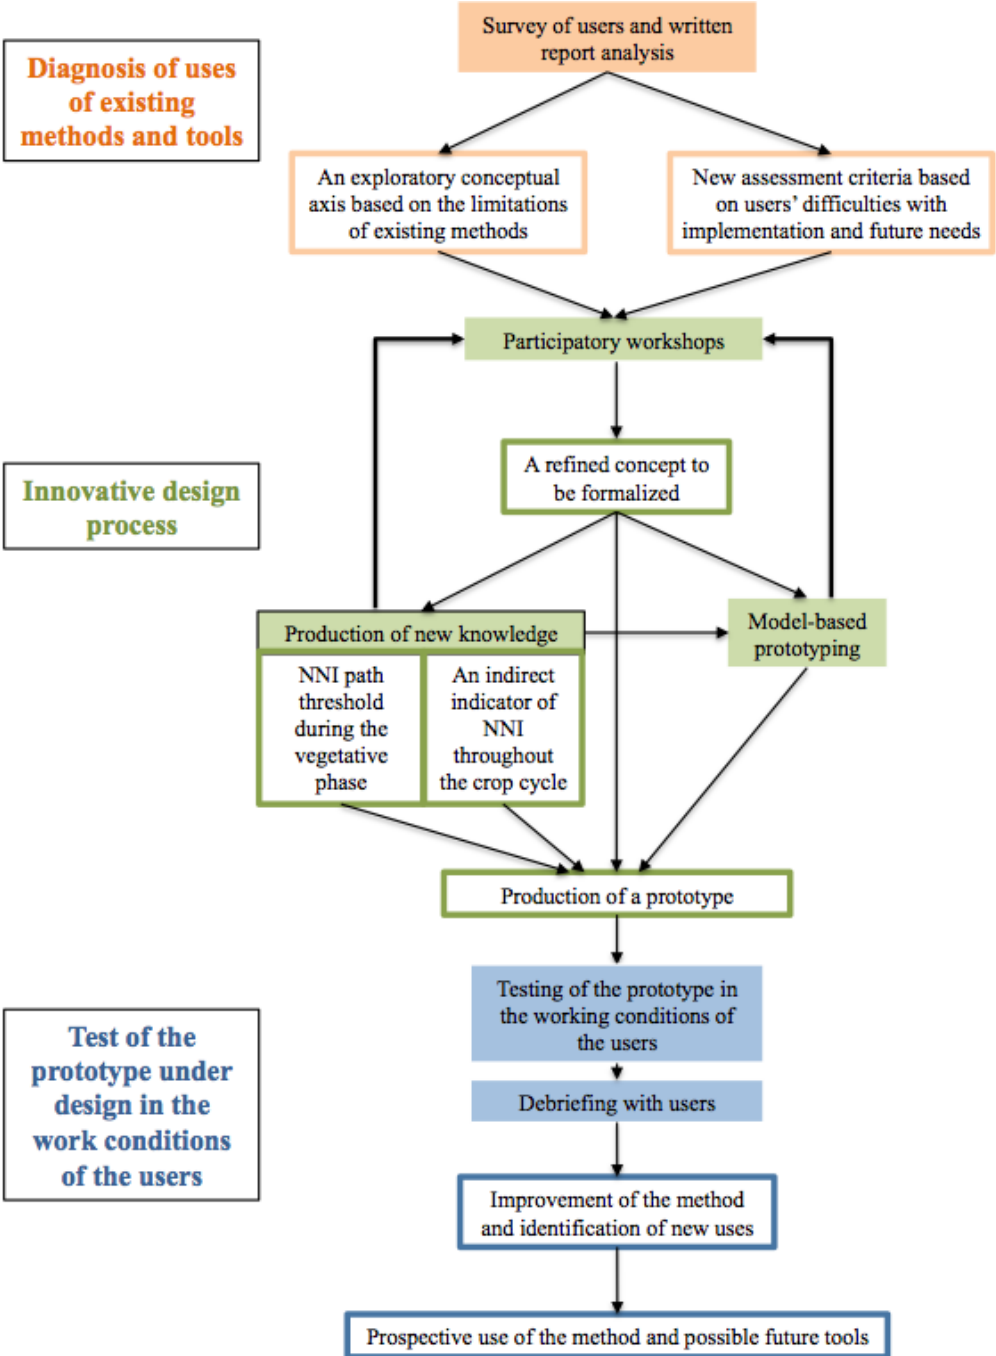 Survey of users and written
report analysis
Diagnosis of uses
of existing
methods and tools
An exploratory conceptual
axis based on the limitations
of existing methods
New assessment criteria based
on users’ difficulties with
implementation and future needs
Participatory workshops
A refined concept to
be formalized
Innovative design
process
Production of new knowledge
NNI path
threshold
during the
vegetative
phase
An indirect
indicator of
NNI
throughout
the crop cycle
Model-based
prototyping
Production of a prototype
Testing of the prototype in
the working conditions of
the users
Test of the
prototype under
design in the
work conditions
of the users
Debriefing with users
Improvement of the method
and identification of new uses
Prospective use of the method and possible future tools